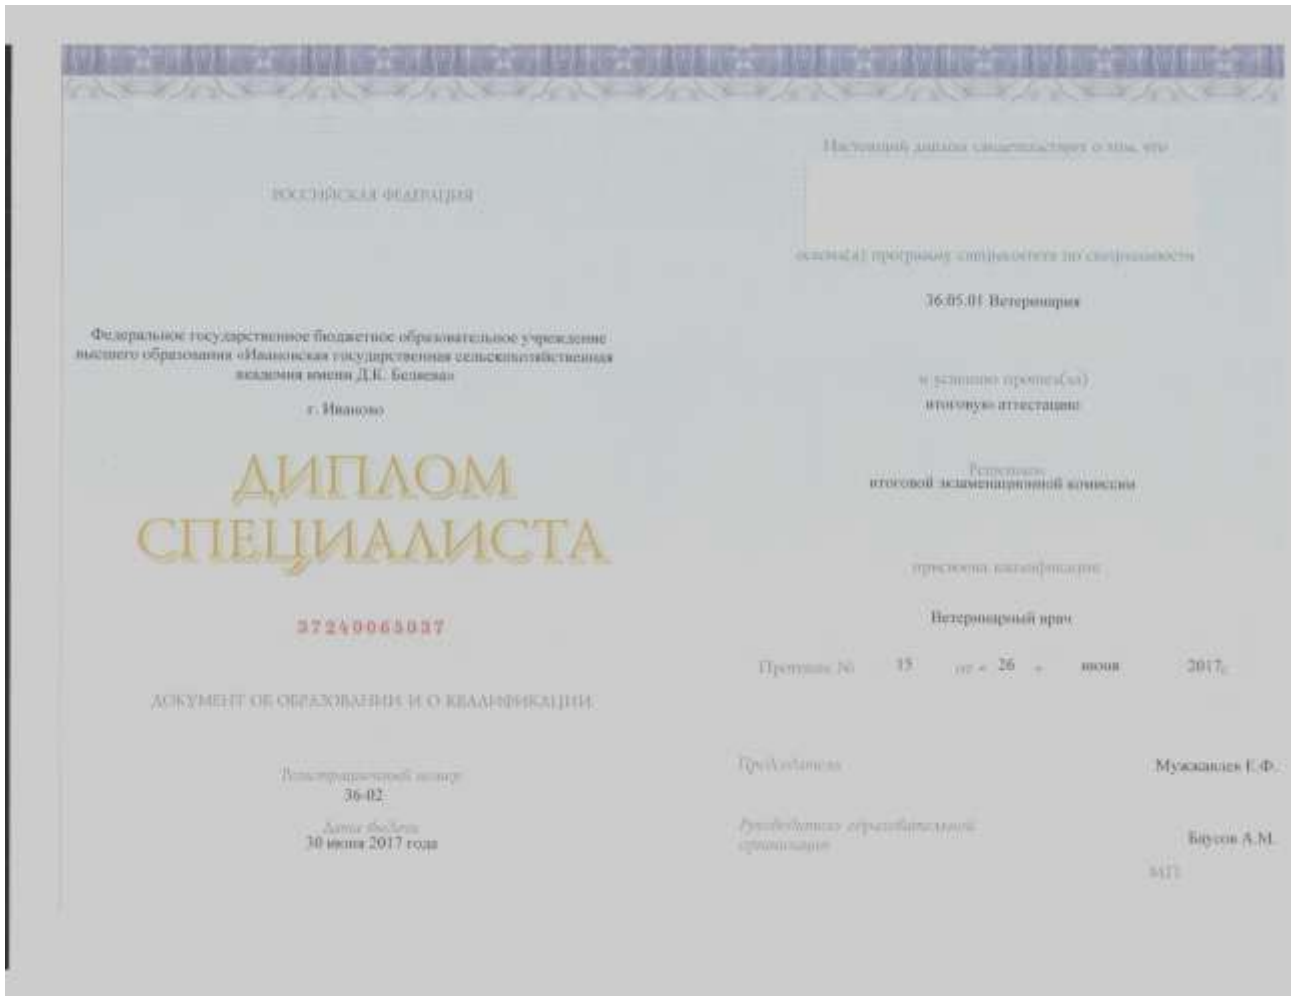 РОССИЙСКАЯ ФЕДЕРАЦИЯ
Федеральное государственное бюджетное образовательное учреждение
высшего образования «Ивановская государственная сельскохозяйственная
академия имени Д.К. Беляева»
г. Иваново
ДИПЛОМ
СПЕЦИАЛИСТА
37240065037
ДОКУМЕНТ ОБ ОБРАЗОВАНИИ И О КВАЛИФИКАЦИИ
Регистрационный номер
36-02
Дата выдачи
30 июня 2017 года
Настоящий диплом свидетельствует о том, что
освоил(а) программу специалитета по специальности
36.05.01 Ветеринария
и успешно прошел(ла)
итоговую аттестацию
Решением
итоговой экзаменационной комиссии
присвоена квалификация
Ветеринарный врач
Протокол № 15 от « 26 » июня 2017г.
Председатель
Е.Ф.
Руководитель образовательной
организации
Баусов А.М.
МП